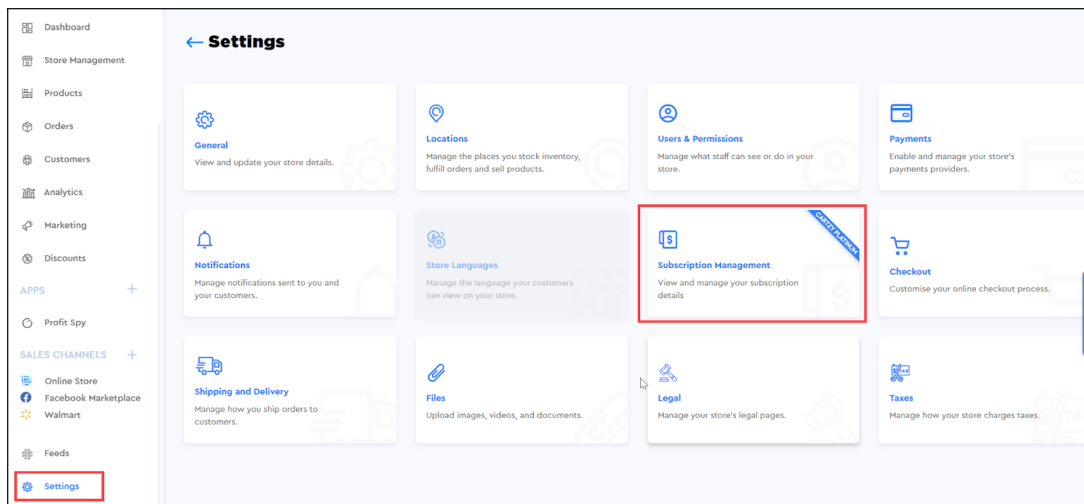 Dashboard
Store Management
Products
Orders
Customers
Analytics
Marketing
Discounts
APPS +
Profit Spy
SALES CHANNELS +
Online Store
Facebook Marketplace
Walmart
Feeds
Settings
← Settings
General
View and update your store details.
Locations
Manage the places you stock inventory,
fulfill orders and sell products.
Users & Permissions
Manage what staff can see or do in your
store.
Payments
Enable and manage your store's
payments providers.
Notifications
Manage notifications sent to you and
your customers.
Store Languages
Manage the language your customers
can view on your store.
CARTXY PLATINUM
Subscription Management
View and manage your subscription
details
Checkout
Customise your online checkout process.
Shipping and Delivery
Manage how you ship orders to
customers.
Files
Upload images, videos, and documents.
Legal
Manage your store's legal pages.
TAX
Taxes
Manage how your store charges taxes.